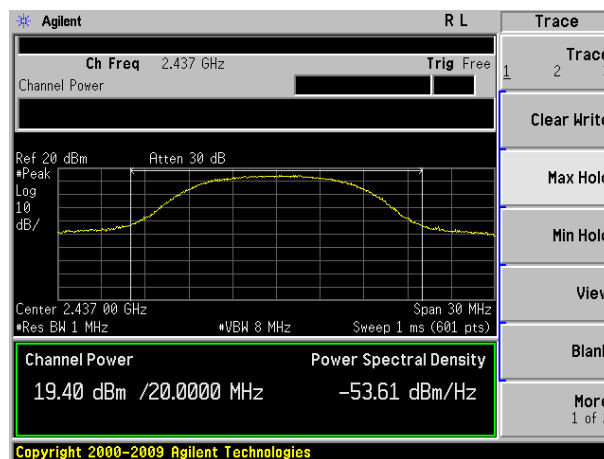 Agilent R L Trace
Ch Freq 2.437 GHz Trig Free
Channel Power
Trace
1 2
Clear Write
Max Hold
Min Hold
View
Blank
More
1 of
Ref 20 dBm Atten 30 dB
#Peak
Log
10
dB/
Center 2.437 00 GHz Span 30 MHz
#Res BW 1 MHz #VBW 8 MHz Sweep 1 ms (601 pts)
Channel Power Power Spectral Density
19.40 dBm /20.0000 MHz -53.61 dBm/Hz
Copyright 2000-2009 Agilent Technologies